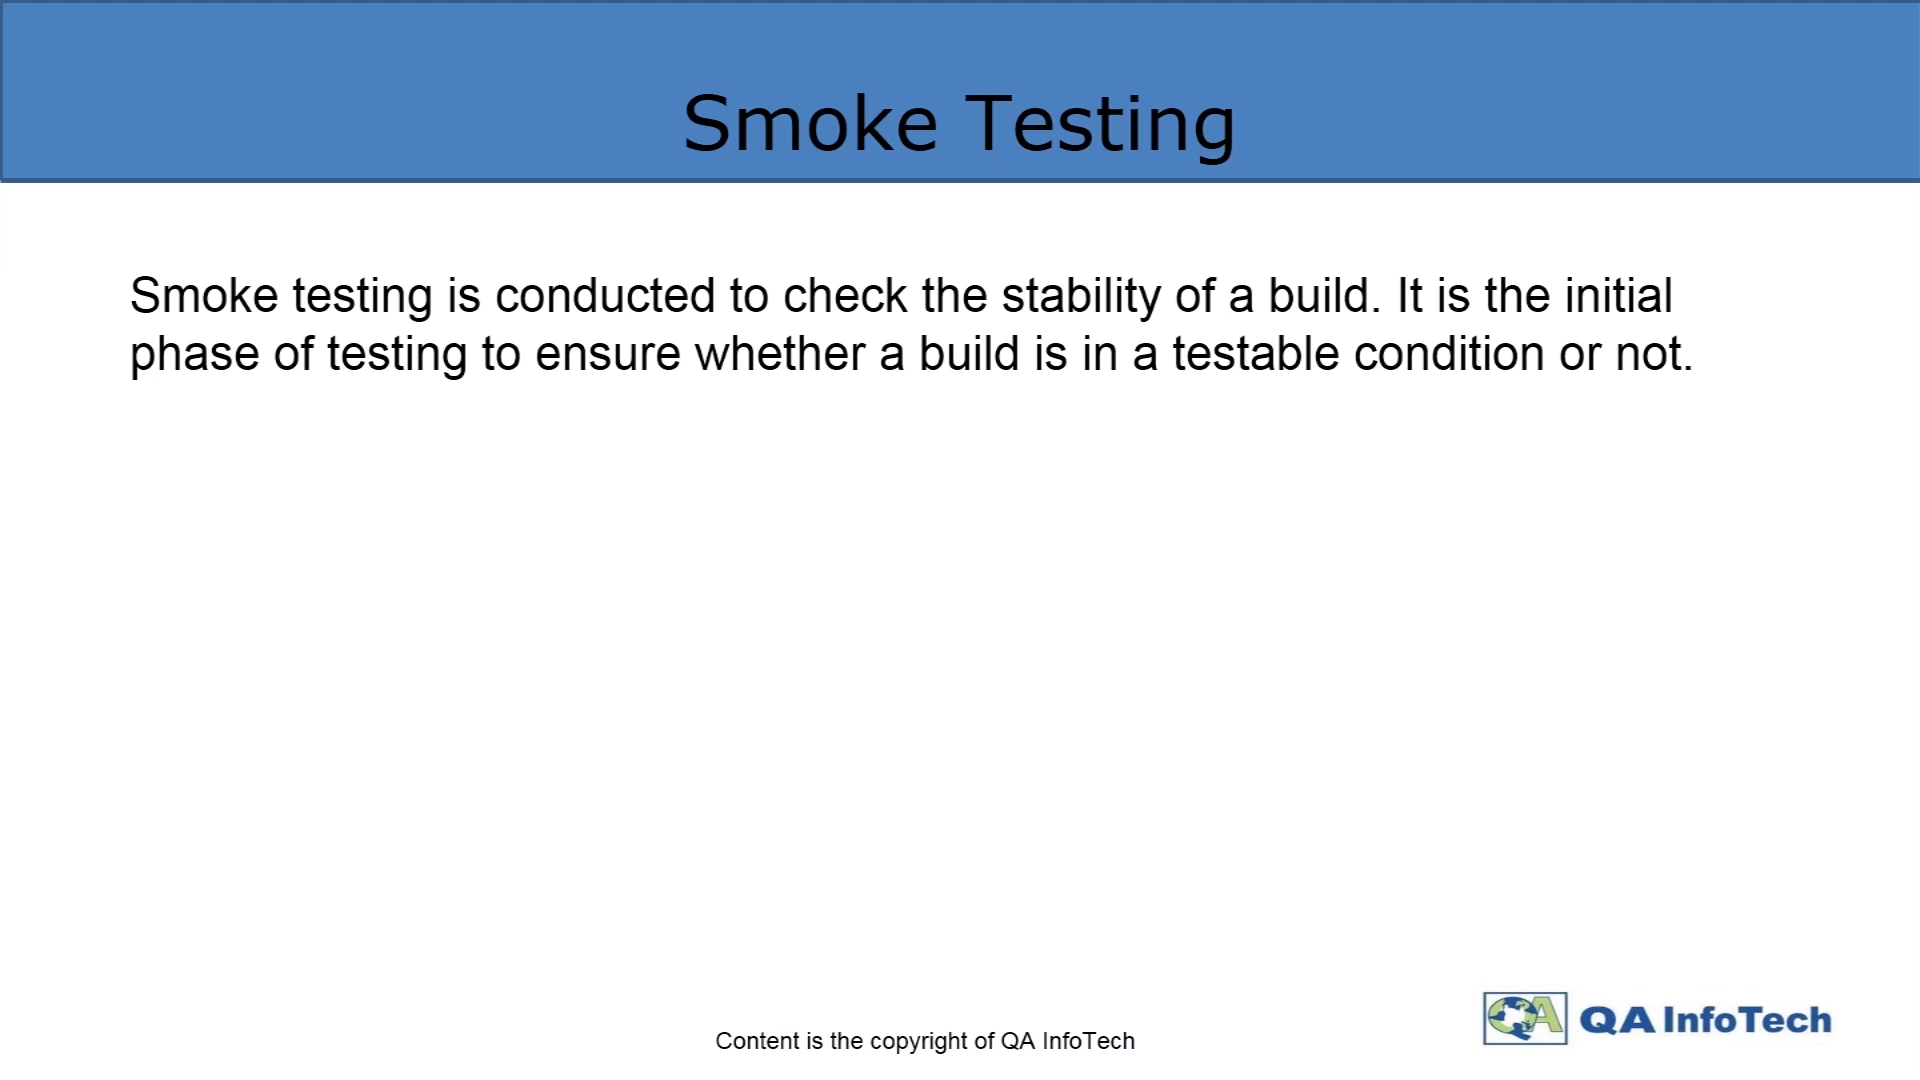 Smoke Testing
Smoke testing is conducted to check the stability of a build. It is the initial
phase of testing to ensure whether a build is in a testable condition or not.
Content is the copyright of QA InfoTech
QA QA InfoTech